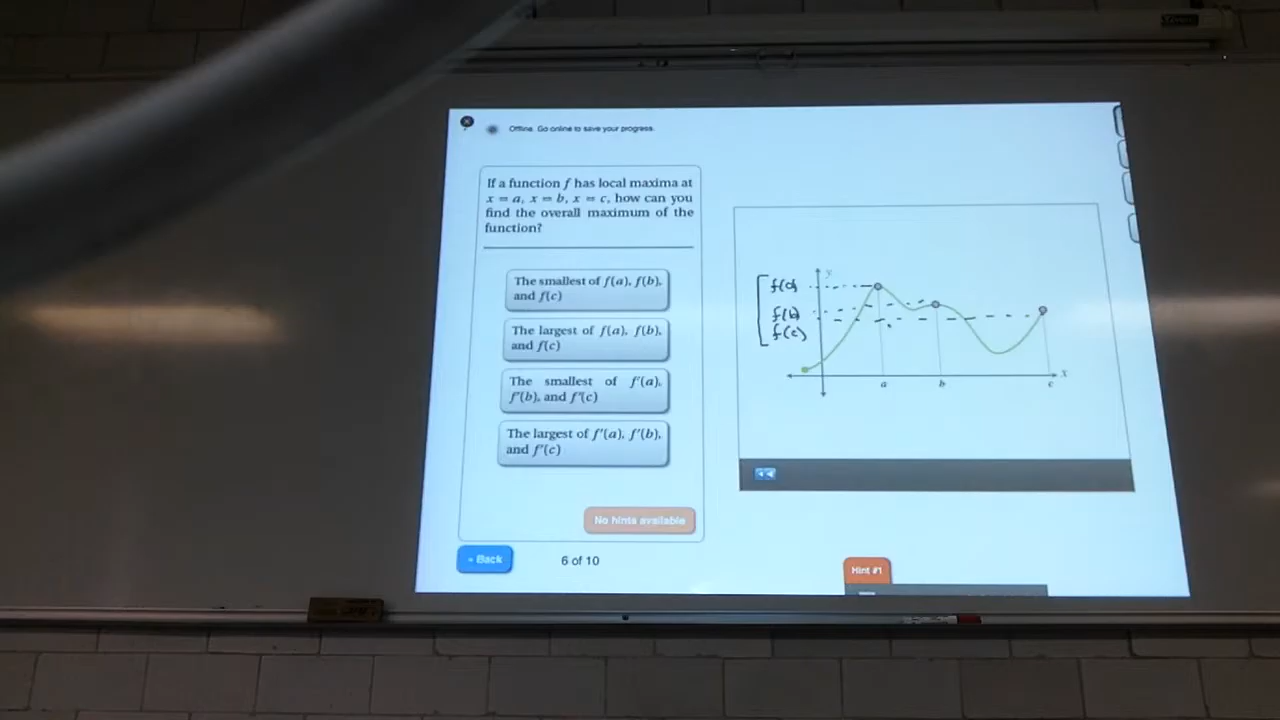 Offline. Go online to save your progress.
If a function f has local maxima at
x = a, x = b, x = c, how can you
find the overall maximum of the
function?
The smallest of f(a), f(b),
and f(c)
The largest of f(a), f(b),
and f(c)
The smallest of f′(a),
f′(b), and f′(c)
The largest of f′(a), f′(b),
and f′(c)
No hints available
- Back
6 of 10
y
f(a)
f(b)
f(c)
x
a
b
c
Hint #1